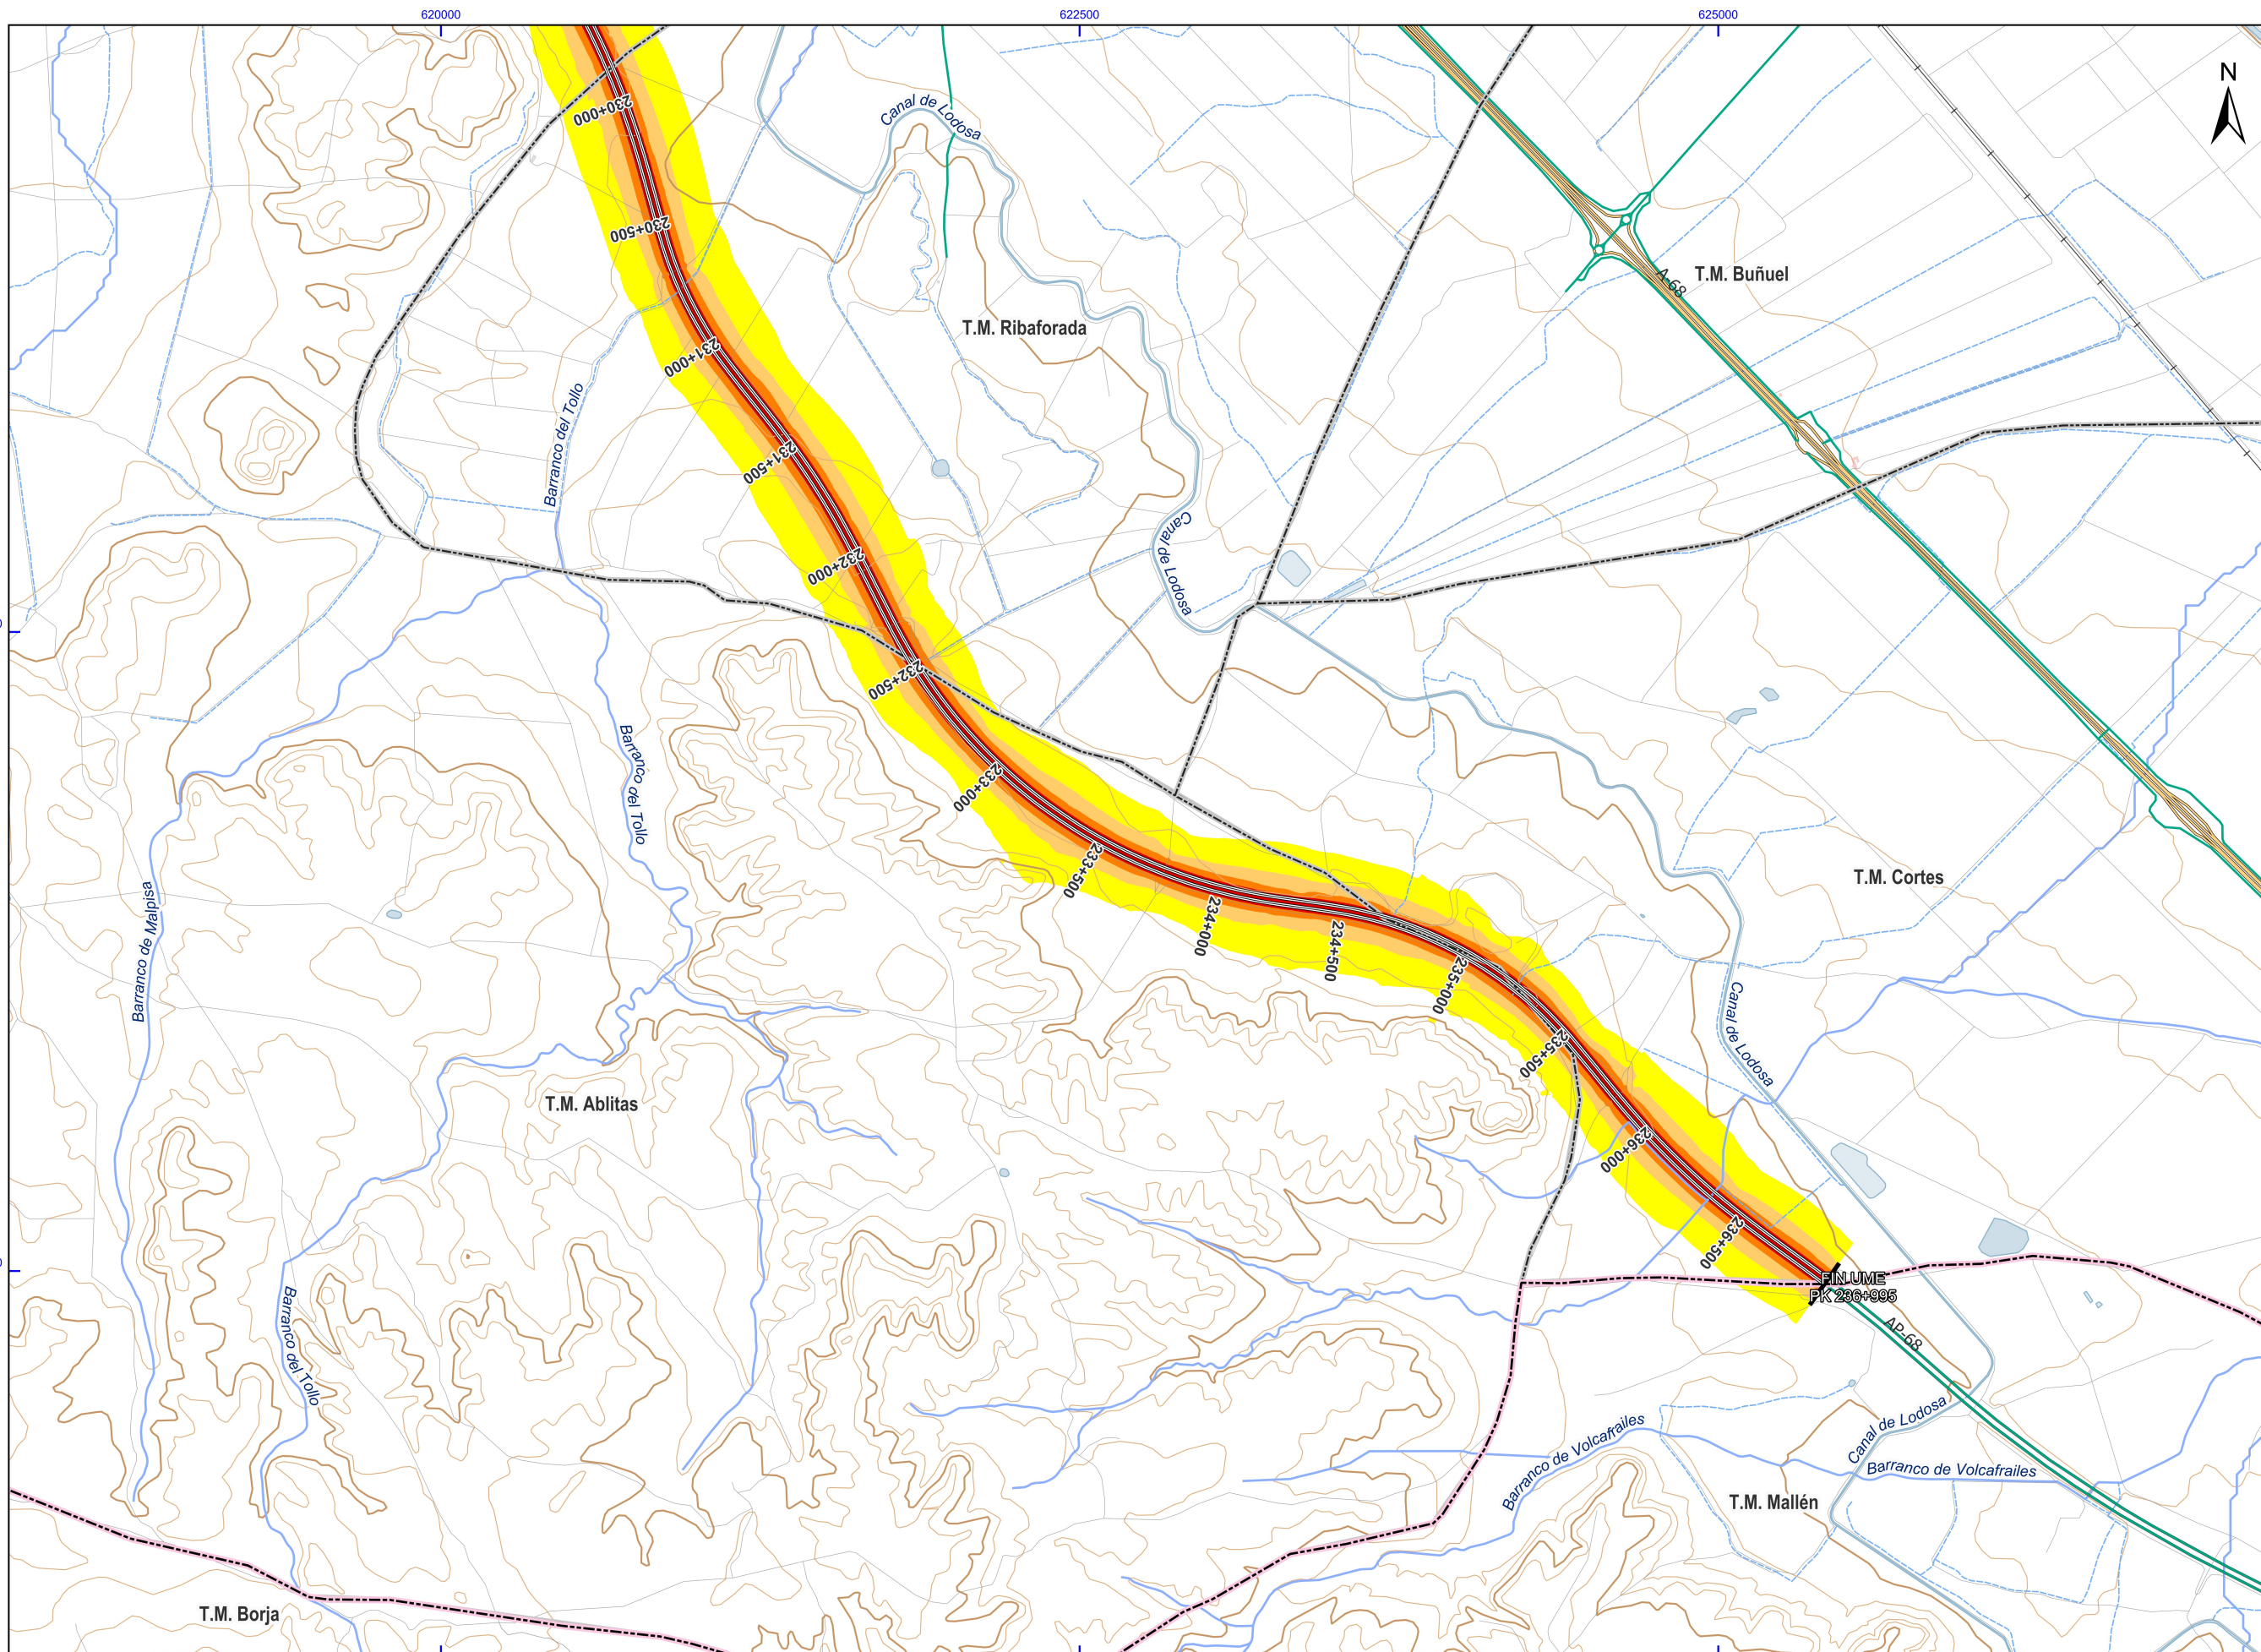 620000
622500
625000
N
230+000
Canal de Lodosa
230+500
A-68
T.M. Buñuel
T.M. Ribaforada
231+000
Barranco del Tollo
231+500
Canal de Lodosa
232+000
232+500
Barranco del Tollo
233+000
233+500
T.M. Cortes
234+000
234+500
235+000
Barranco de Malpisa
Canal de Lodosa
235+500
T.M. Ablitas
236+000
236+500
FIN UME
PK 236+995
AP-68
Barranco del Tollo
Canal de Lodosa
Barranco de Volcafrailes
Barranco de Volcafrailes
T.M. Mallén
T.M. Borja